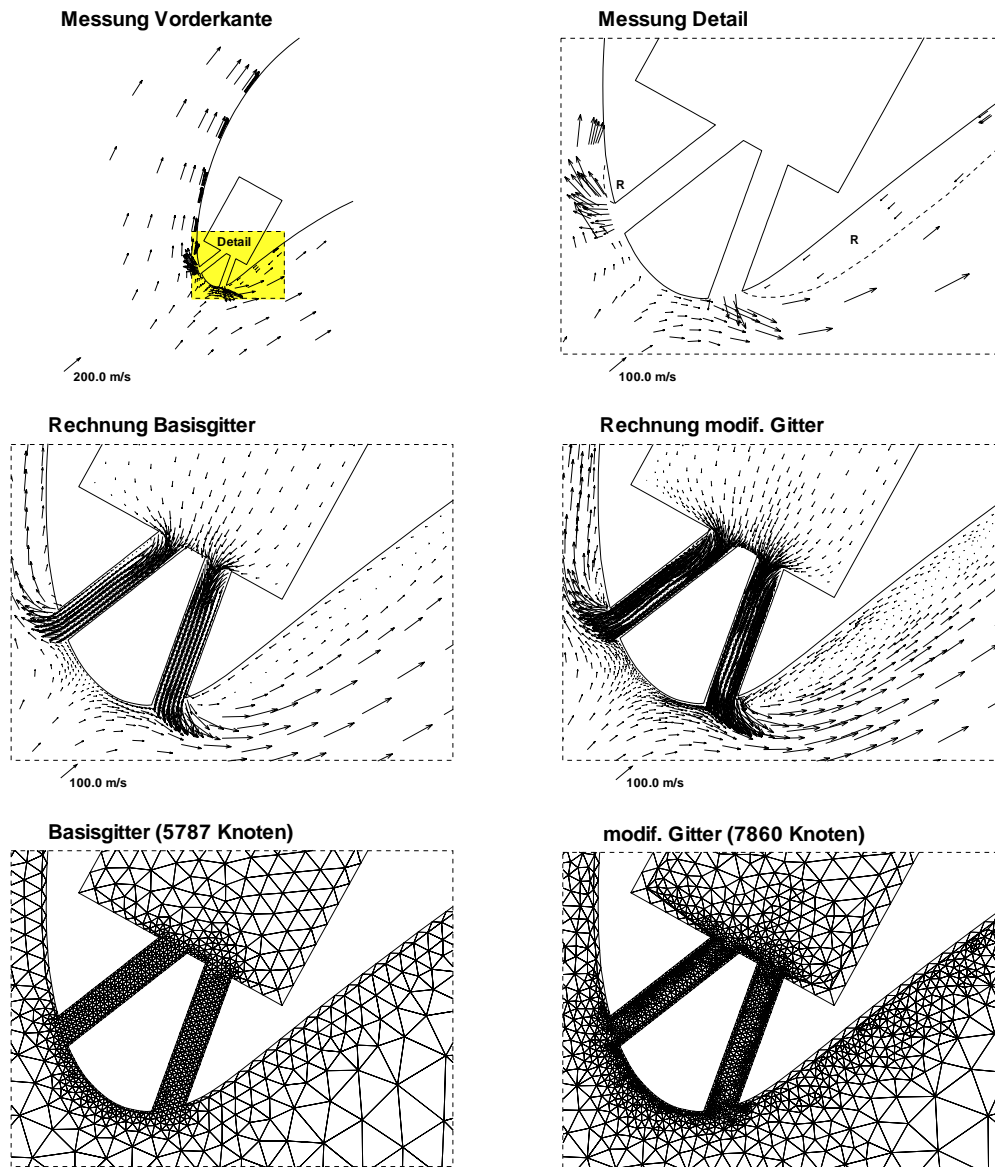 Messung Vorderkante
Messung Detail
Detail
R
R
200.0 m/s
100.0 m/s
Rechnung Basisgitter
Rechnung modif. Gitter
100.0 m/s
100.0 m/s
Basisgitter (5787 Knoten)
modif. Gitter (7860 Knoten)